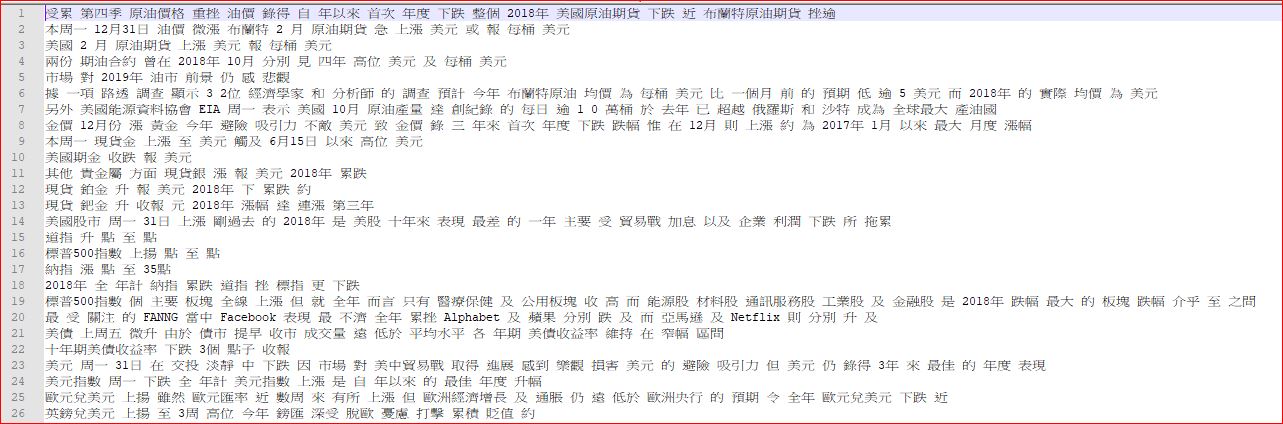 1 受累 第四季 原油價格 重挫 油價 錄得 自 年以來 首次 年度 下跌 整個 2018年 美國原油期貨 下跌 近 布蘭特原油期貨 挫逾
2 本周一 12月31日 油價 微漲 布蘭特 2 月 原油期貨 急 上漲 美元 或 報 每桶 美元
3 美國 2 月 原油期貨 上漲 美元 報 每桶 美元
4 兩份 期油合約 曾在 2018年 10月 分別 見 四年 高位 美元 及 每桶 美元
5 市場 對 2019年 油市 前景 仍 感 悲觀
6 據 一項 路透 調查 顯示 3 2位 經濟學家 和 分析師 的 調查 預計 今年 布蘭特原油 均價 為 每桶 美元 比 一個月 前 的 預期 低 逾 5 美元 而 2018年 的 實際 均價 為 美元
7 另外 美國能源資料協會 EIA 周一 表示 美國 10月 原油產量 達 創紀錄 的 每日 逾 1 0 萬桶 於 去年 已 超越 俄羅斯 和 沙特 成為 全球最大 產油國
8 金價 12月份 漲 黃金 今年 避險 吸引力 不敵 美元 致 金價 錄 三 年來 首次 年度 下跌 跌幅 惟 在 12月 則 上漲 約 為 2017年 1月 以來 最大 月度 漲幅
9 本周一 現貨金 上漲 至 美元 觸及 6月15日 以來 高位 美元
10 美國期金 收跌 報 美元
11 其他 貴金屬 方面 現貨銀 漲 報 美元 2018年 累跌
12 現貨 鉑金 升 報 美元 2018年 下 累跌 約
13 現貨 鈀金 升 收報 元 2018年 漲幅 達 連漲 第三年
14 美國股市 周一 31日 上漲 剛過去 的 2018年 是 美股 十年來 表現 最差 的 一年 主要 受 貿易戰 加息 以及 企業 利潤 下跌 所 拖累
15 道指 升 點 至 點
16 標普500指數 上揚 點 至 點
17 納指 漲 點 至 35點
18 2018年 全 年計 納指 累跌 道指 挫 標指 更 下跌
19 標普500指數 個 主要 板塊 全線 上漲 但 就 全年 而言 只有 醫療保健 及 公用板塊 收 高 而 能源股 材料股 通訊服務股 工業股 及 金融股 是 2018年 跌幅 最大 的 板塊 跌幅 介乎 至 之間
20 最 受 關注 的 FANNG 當中 Facebook 表現 最 不濟 全年 累挫 Alphabet 及 蘋果 分別 跌 及 而 亞馬遜 及 Netflix 則 分別 升 及
21 美債 上周五 微升 由於 債市 提早 收市 成交量 遠 低於 平均水平 各 年期 美債收益率 維持 在 窄幅 區間
22 十年期美債收益率 下跌 3個 點子 收報
23 美元 周一 31日 在 交投 淡靜 中 下跌 因 市場 對 美中貿易戰 取得 進展 感到 樂觀 損害 美元 的 避險 吸引力 但 美元 仍 錄得 3年 來 最佳 的 年度 表現
24 美元指數 周一 下跌 全 年計 美元指數 上漲 是 自 年以來 的 最佳 年度 升幅
25 歐元兌美元 上揚 雖然 歐元匯率 近 數周 來 有所 上漲 但 歐洲經濟增長 及 通脹 仍 遠 低於 歐洲央行 的 預期 令 全年 歐元兌美元 下跌 近
26 英鎊兌美元 上揚 至 3周 高位 今年 鎊匯 深受 脫歐 憂慮 打擊 累積 貶值 約